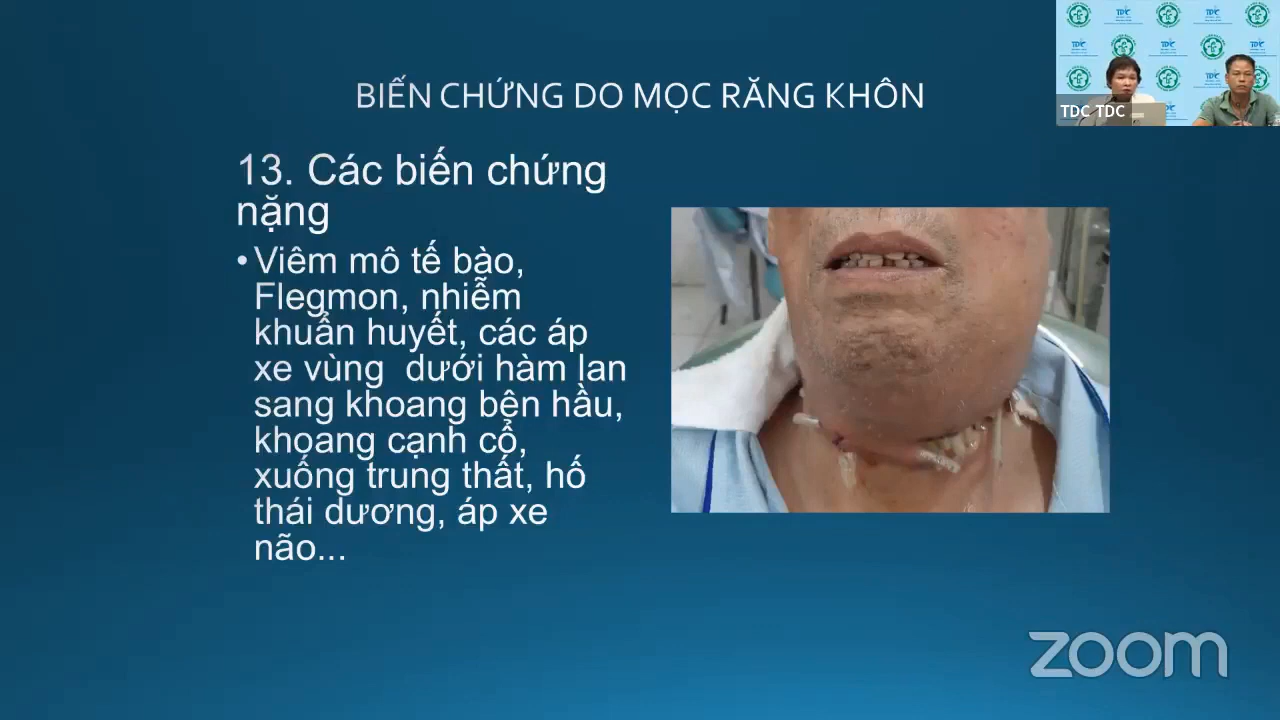 BIẾN CHỨNG DO MỌC RĂNG KHÔN
TDC TDC
13. Các biến chứng
nặng
• Viêm mô tế bào,
Flegmon, nhiễm
khuẩn huyết, các áp
xe vùng dưới hàm lan
sang khoang bên hầu,
khoang cạnh cổ,
xuống trung thất, hố
thái dương, áp xe
não...
zoom